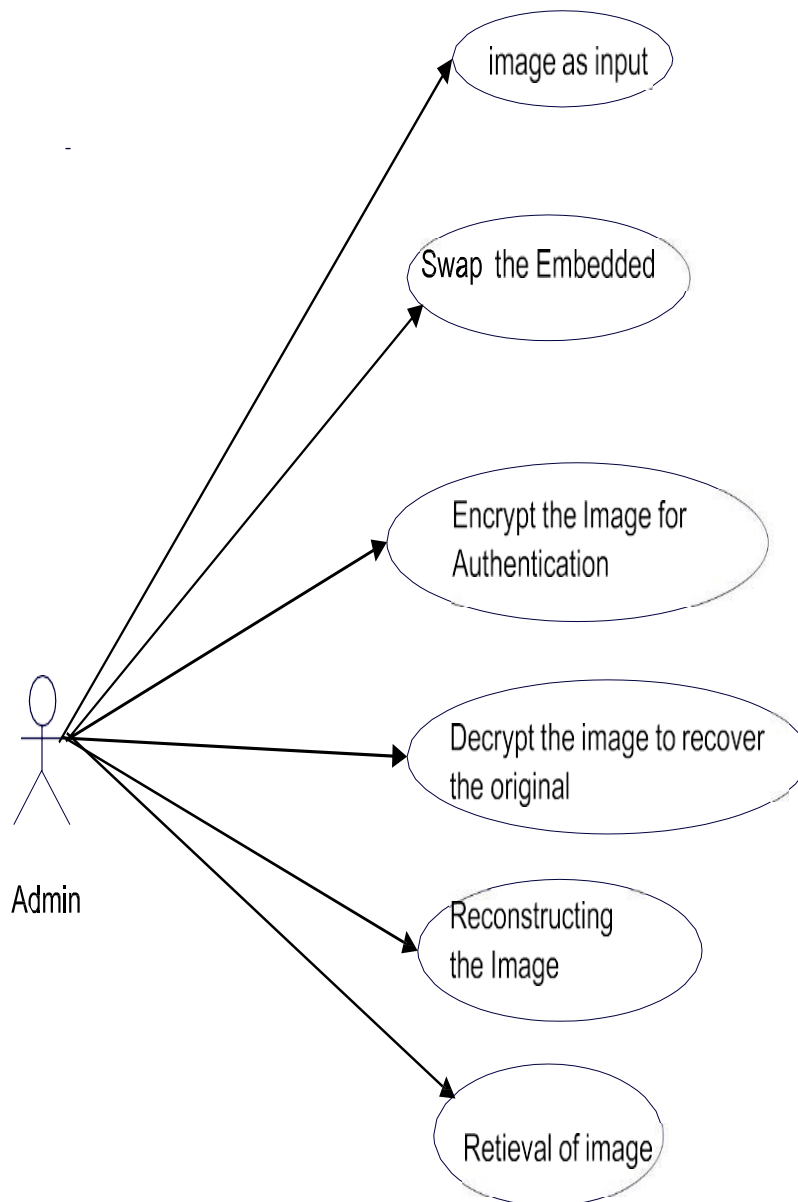 image as input
Swap the Embedded
Encrypt the Image for
Authentication
Decrypt the image to recover
the original
Admin
Reconstructing
the Image
Retieval of image